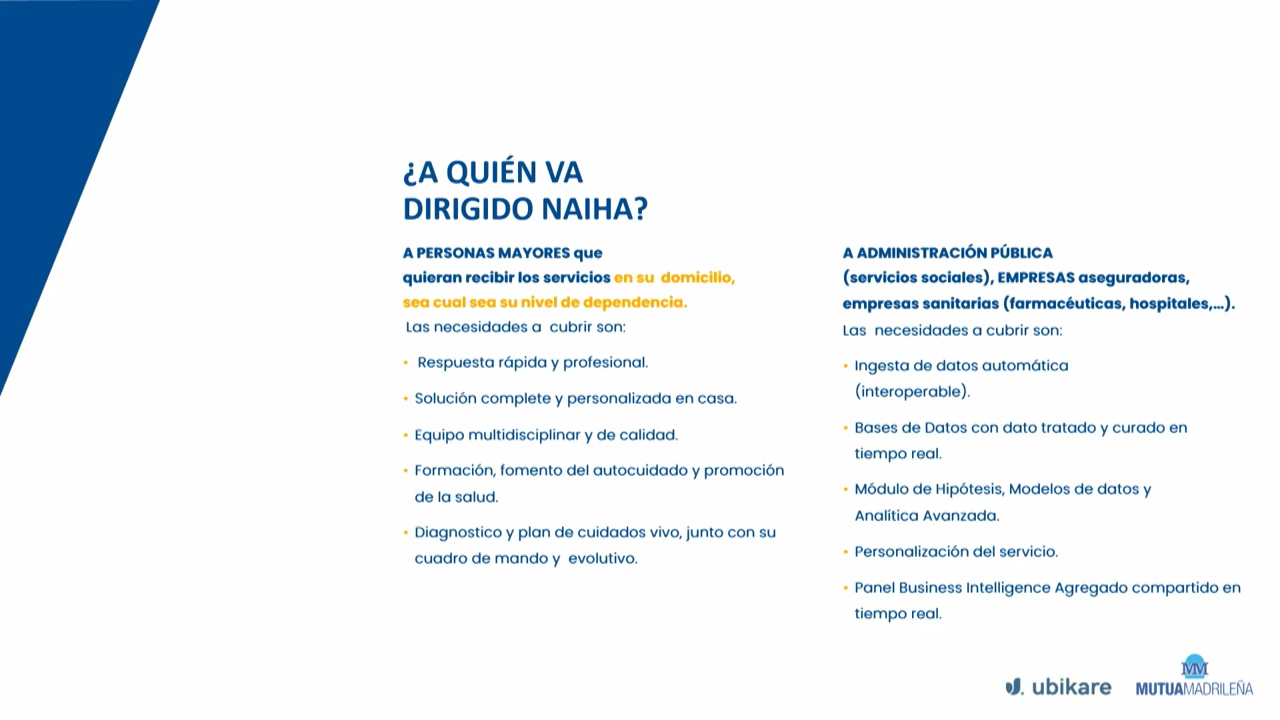 ¿A QUIÉN VA
DIRIGIDO NAIHA?
A PERSONAS MAYORES que
quieran recibir los servicios en su domicilio,
sea cual sea su nivel de dependencia.
Las necesidades a cubrir son:
• Respuesta rápida y profesional.
• Solución complete y personalizada en casa.
• Equipo multidisciplinar y de calidad.
• Formación, fomento del autocuidado y promoción
de la salud.
• Diagnostico y plan de cuidados vivo, junto con su
cuadro de mando y evolutivo.
A ADMINISTRACIÓN PÚBLICA
(servicios sociales), EMPRESAS aseguradoras,
empresas sanitarias (farmacéuticas, hospitales,...).
Las necesidades a cubrir son:
• Ingesta de datos automática
(interoperable).
• Bases de Datos con dato tratado y curado en
tiempo real.
• Módulo de Hipótesis, Modelos de datos y
Analítica Avanzada.
• Personalización del servicio.
• Panel Business Intelligence Agregado compartido en
tiempo real.
ubikare
MM
MUTUAMADRILEÑA